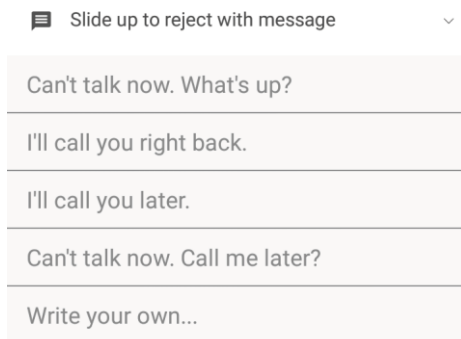 Slide up to reject with message
Can't talk now. What's up?
I'll call you right back.
I'll call you later.
Can't talk now. Call me later?
Write your own...